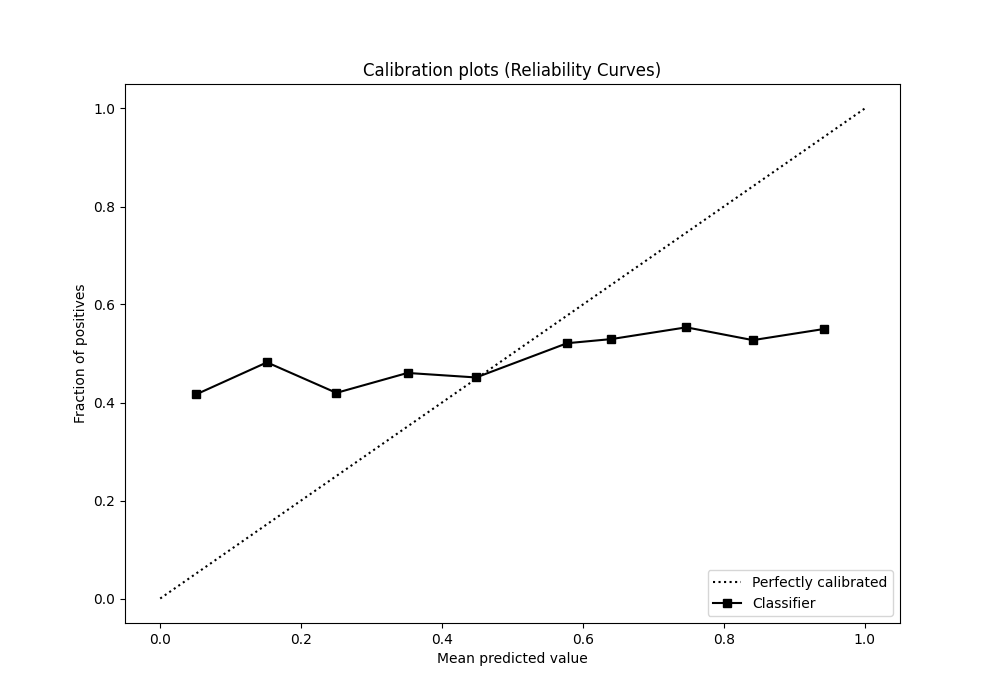 Calibration plots (Reliability Curves)
1.0
0.8
0.6
0.4
0.2
0.0
Fraction of positives
0.0 0.2 0.4 0.6 0.8 1.0
Mean predicted value
Perfectly calibrated
Classifier